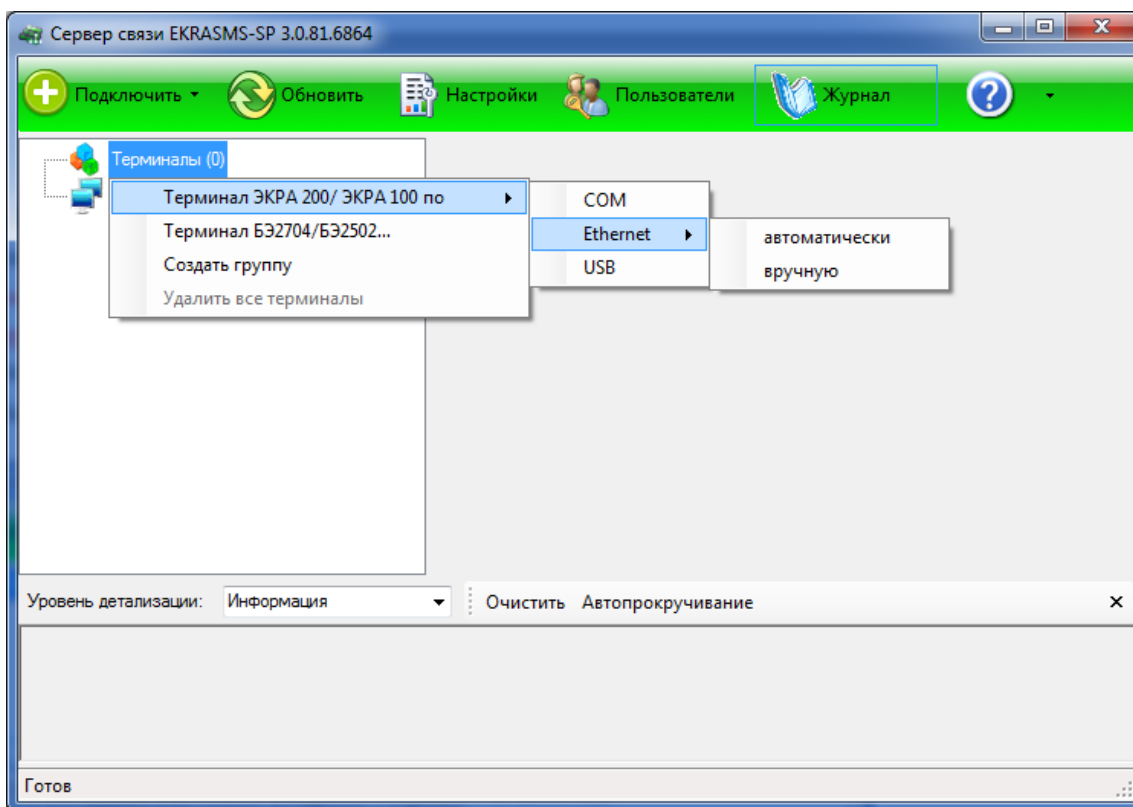 Сервер связи EKRASMS-SP 3.0.81.6864
Подключить Обновить Настройки Пользователи Журнал
Терминалы (0)
Терминал ЭКРА 200/ ЭКРА 100 по
COM
Терминал БЭ2704/БЭ2502...
Ethernet
автоматически
Создать группу
USB
вручную
Удалить все терминалы
Уровень детализации: Информация Очистить Автопрокручивание
Готов